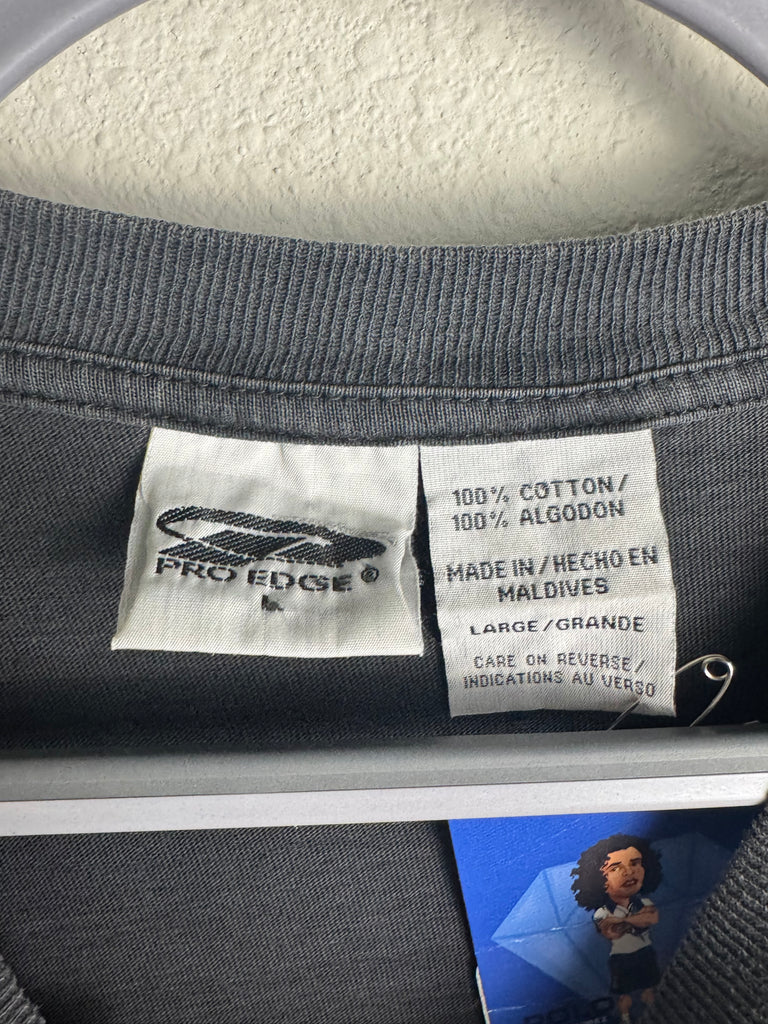 PRO EDGE®
L
100% COTTON/
100% ALGODON
MADE IN/HECHO EN
MALDIVES
LARGE/GRANDE
CARE ON REVERSE/
INDICATIONS AU VERSO